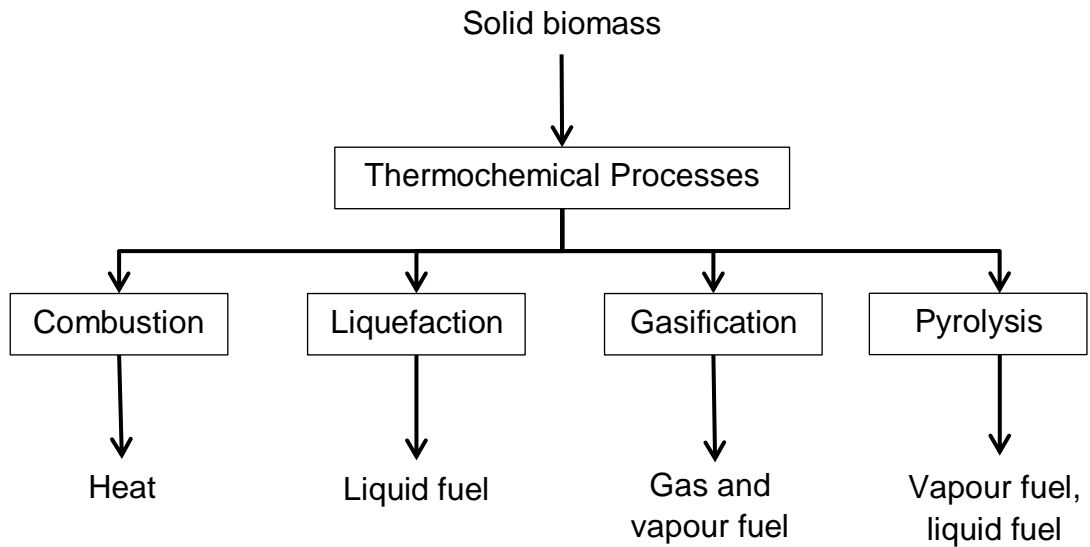 Solid biomass
Thermochemical Processes
Combustion
Liquefaction
Gasification
Pyrolysis
Heat
Liquid fuel
Gas and
vapour fuel
Vapour fuel,
liquid fuel